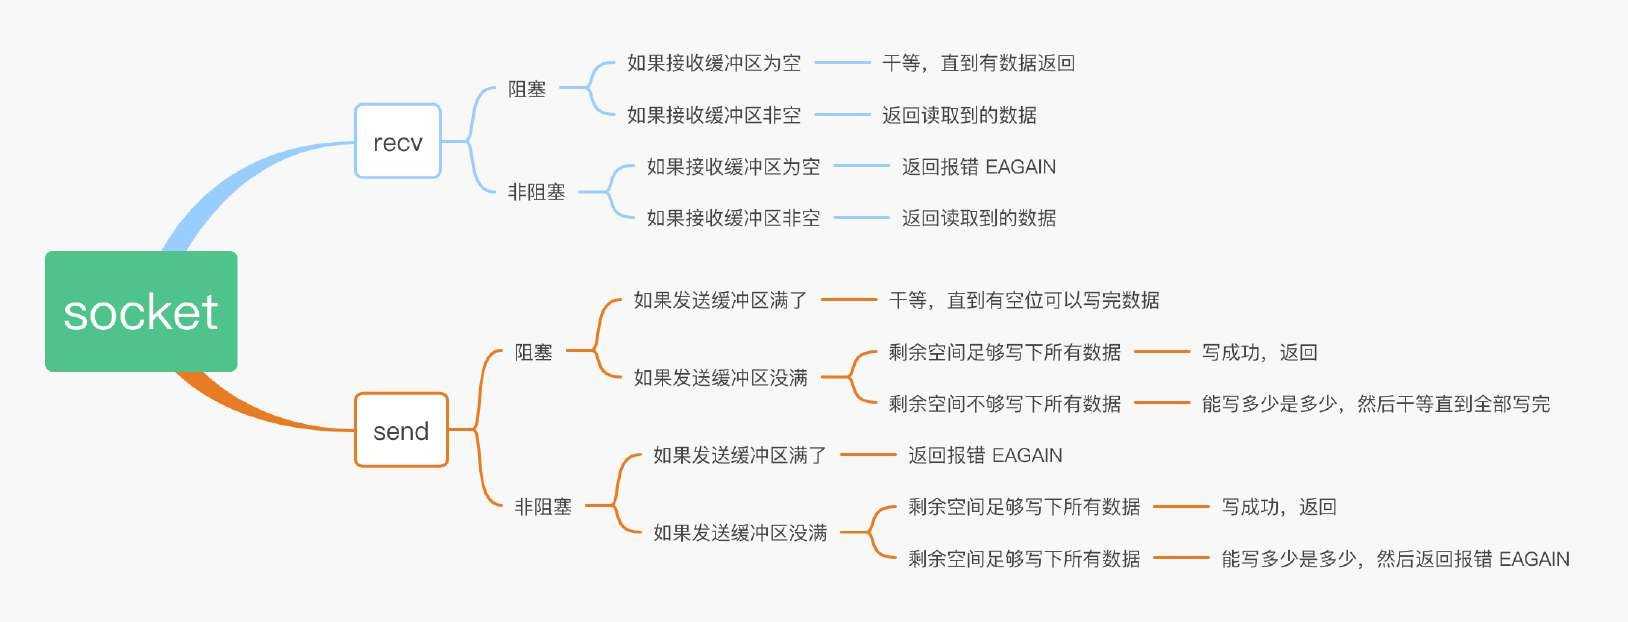 socket
recv
阻塞
如果接收缓冲区为空
干等，直到有数据返回
如果接收缓冲区非空
返回读取到的数据
非阻塞
如果接收缓冲区为空
返回报错 EAGAIN
如果接收缓冲区非空
返回读取到的数据
send
阻塞
如果发送缓冲区满了
干等，直到有空位可以写完数据
如果发送缓冲区没满
剩余空间足够写下所有数据
写成功，返回
剩余空间不够写下所有数据
能写多少是多少，然后干等直到全部写完
非阻塞
如果发送缓冲区满了
返回报错 EAGAIN
如果发送缓冲区没满
剩余空间足够写下所有数据
写成功，返回
剩余空间足够写下所有数据
能写多少是多少，然后返回报错 EAGAIN